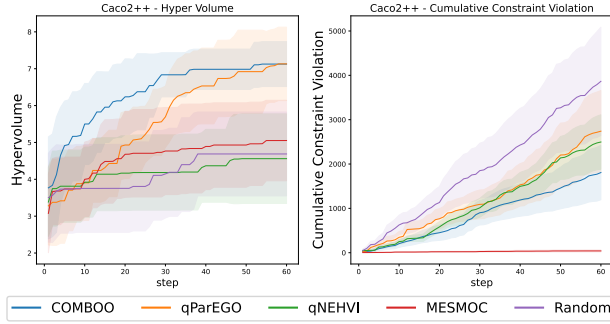 Caco2++ - Hyper Volume
Hypervolume
8
7
6
5
4
3
2
0 10 20 30 40 50 60
step
Caco2++ - Cumulative Constraint Violation
Cumulative Constraint Violation
5000
4000
3000
2000
1000
0
0 10 20 30 40 50 60
step
COMBOO qParEGO qNEHVI MESMOC Random